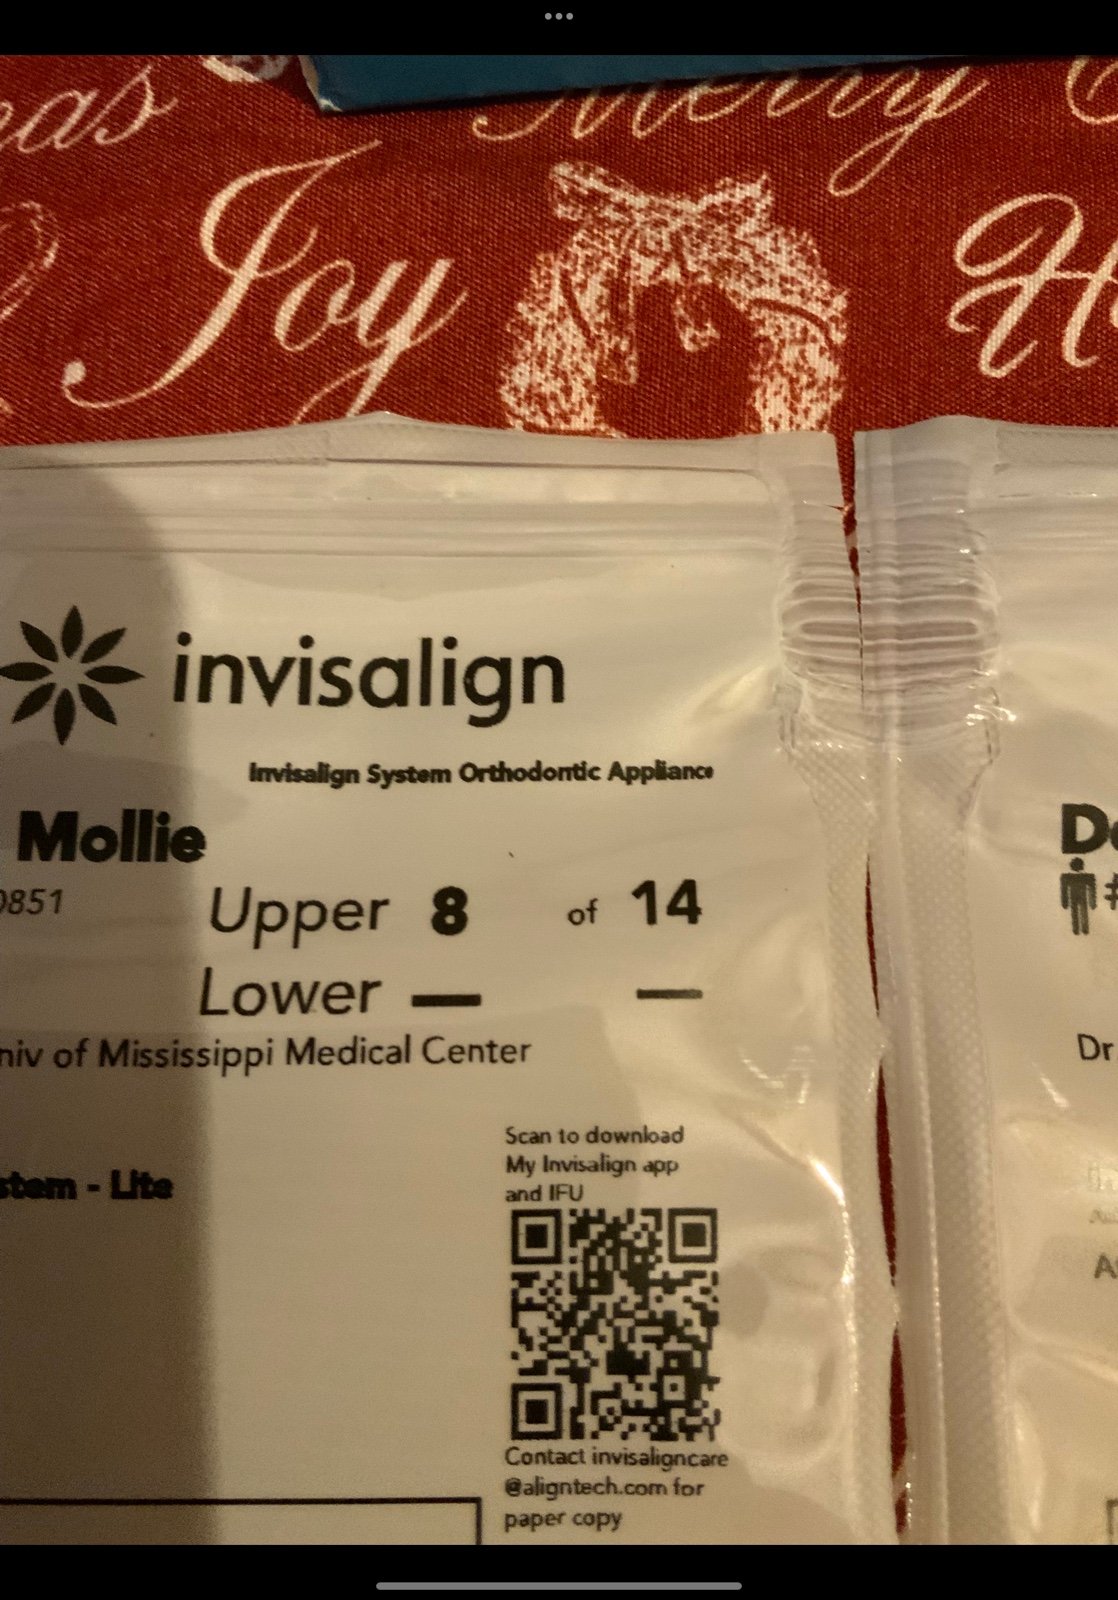 Merry
Joy
invisalign
Invisalign System Orthodontic Appliance
Mollie
0851
Upper 8 of 14
Lower — —
niv of Mississippi Medical Center
Dr
Scan to download
My Invisalign app
and IFU
stem - Lite
Contact invisaligncare
@aligntech.com for
paper copy